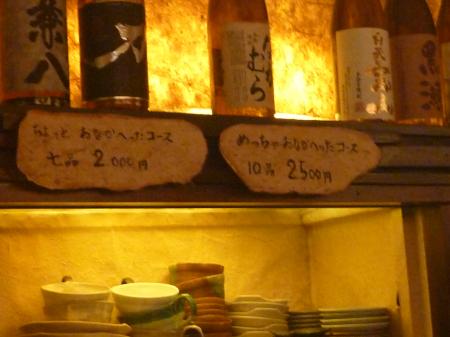 兼八
むら
ちょっと おなかへったコース
七品 2000円
めっちゃおなかへったコース
10品 2500円